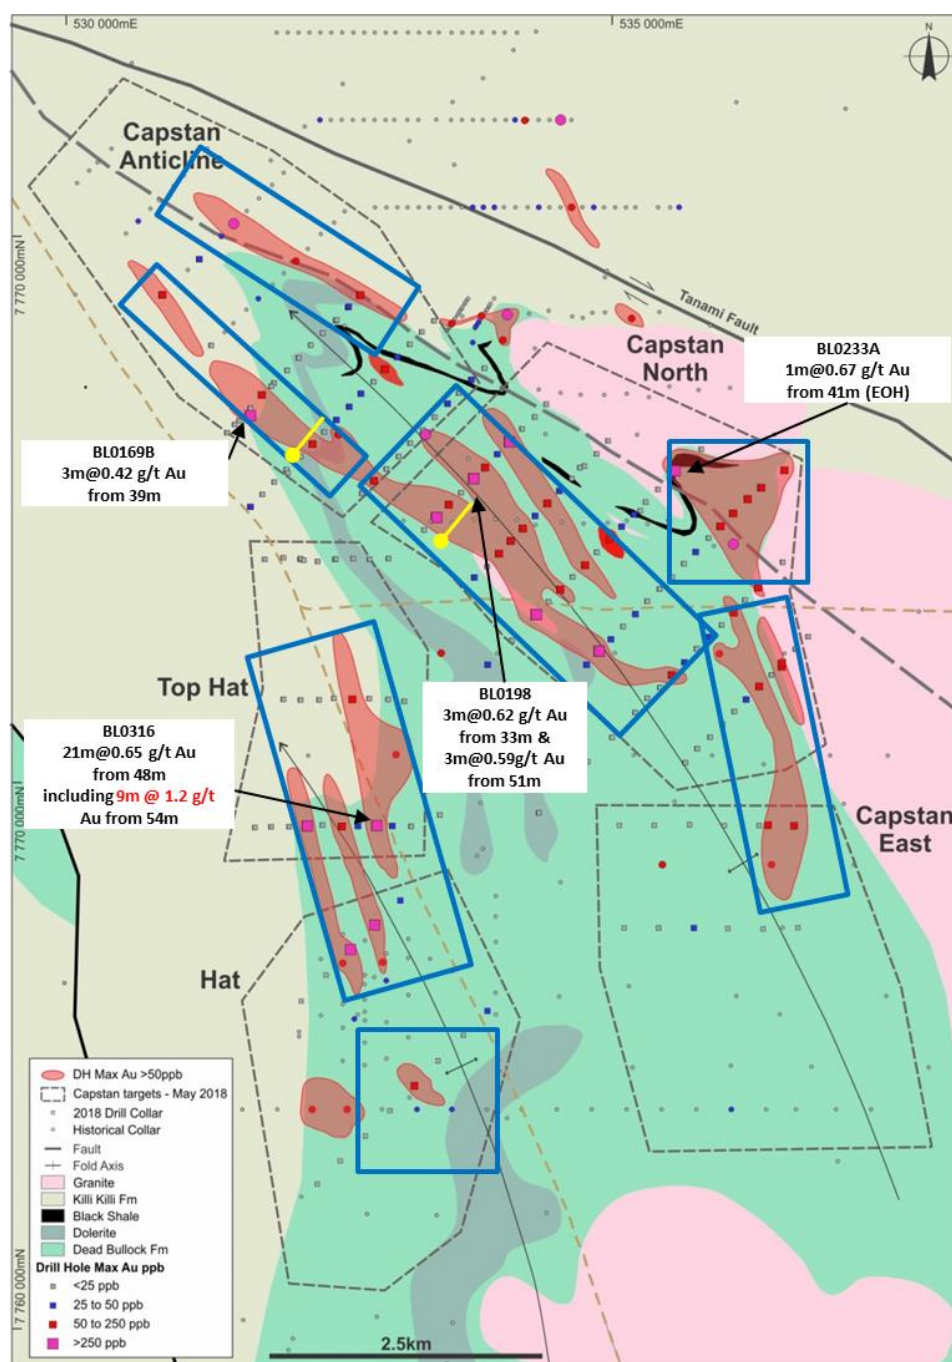 530 000mE
535 000mE
N
Capstan
Anticline
7 770 000mN
Tanami Fault
Capstan
North
BL0233A
1m@0.67 g/t Au
from 41m (EOH)
BL0169B
3m@0.42 g/t Au
from 39m
Top Hat
BL0198
3m@0.62 g/t Au
from 33m &
3m@0.59g/t Au
from 51m
BL0316
21m@0.65 g/t Au
from 48m
including 9m @ 1.2 g/t
Au from 54m
7 770 000mN
Capstan
East
Hat
DH Max Au >50ppb
Capstan targets - May 2018
2018 Drill Collar
Historical Collar
Fault
Fold Axis
Granite
Killi Killi Fm
Black Shale
Dolerite
Dead Bullock Fm
Drill Hole Max Au ppb
<25 ppb
25 to 50 ppb
50 to 250 ppb
>250 ppb
7 760 000mN
2.5km